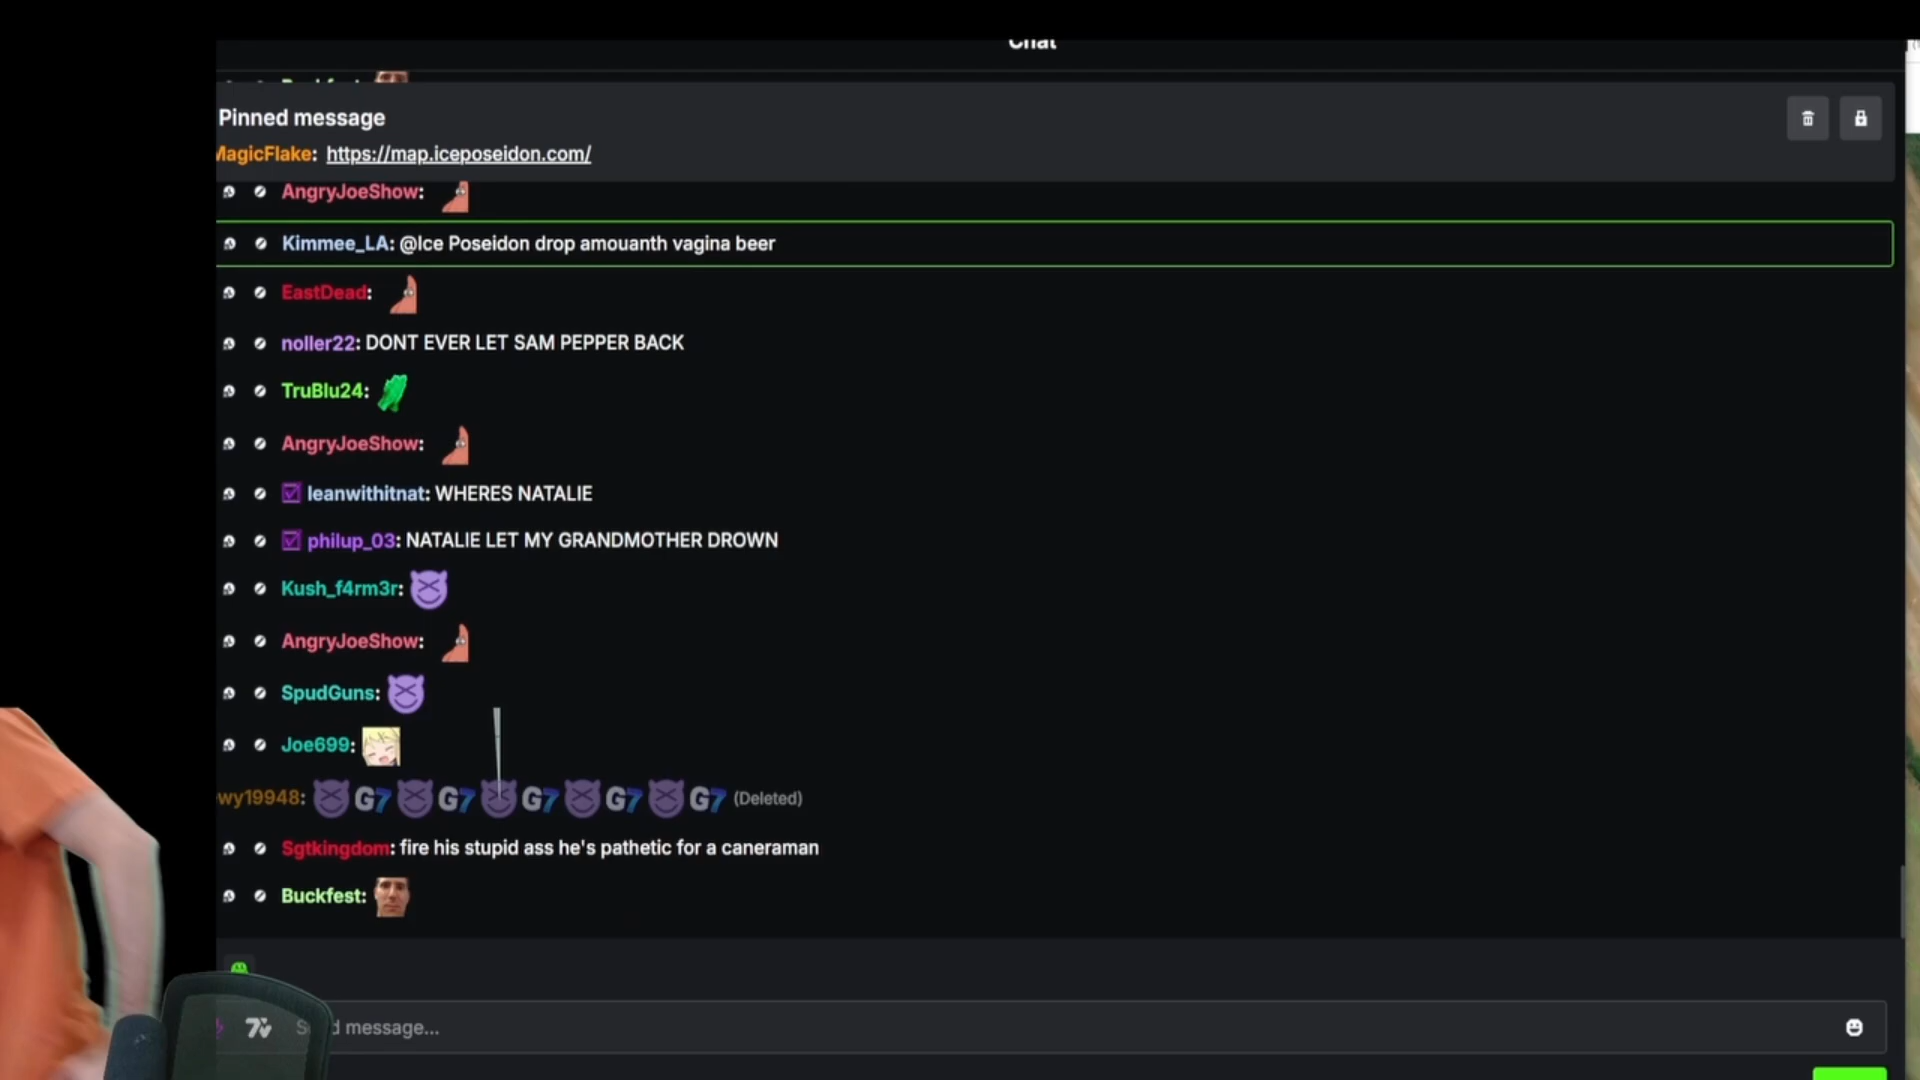 Chat
Pinned message
MagicFlake: https://map.iceposeidon.com/
AngryJoeShow:
Kimmee_LA: @Ice Poseidon drop amouanth vagina beer
EastDead:
noller22: DONT EVER LET SAM PEPPER BACK
TruBlu24:
AngryJoeShow:
leanwithitnat: WHERES NATALIE
philup_03: NATALIE LET MY GRANDMOTHER DROWN
Kush_f4rm3r:
AngryJoeShow:
SpudGuns:
Joe699:
wy19948: G7 G7 G7 G7 G7 (Deleted)
Sgtkingdom: fire his stupid ass he's pathetic for a caneraman
Buckfest:
message...